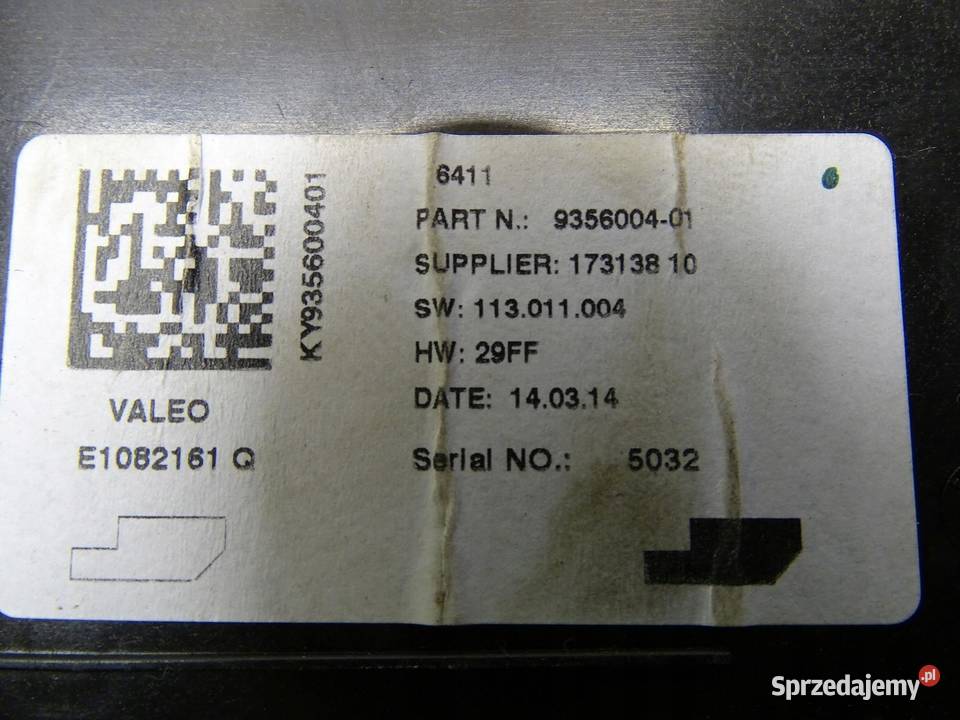 KY935600401
VALEO
E1082161 Q
6411
PART N.: 9356004-01
SUPPLIER: 173138 10
SW: 113.011.004
HW: 29FF
DATE: 14.03.14
Serial NO.: 5032
Sprzedajemy.pl